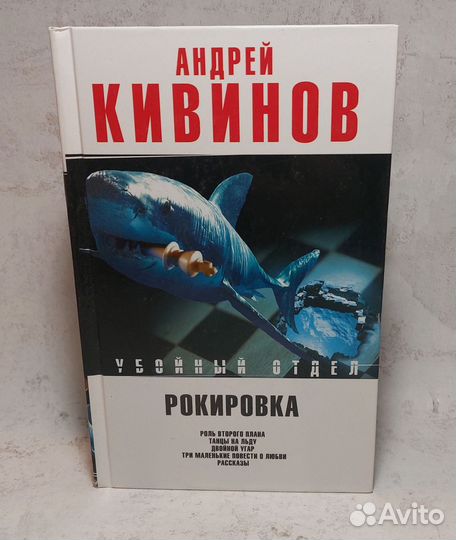 АНДРЕЙ
КИВИНОВ
УБОЙНЫЙ ОТДЕЛ
РОКИРОВКА
РОЛЬ ВТОРОГО ПЛАНА
ТАНЦЫ НА ЛЬДУ
ДВОЙНОЙ УГАР
ТРИ МАЛЕНЬКИЕ ПОВЕСТИ О ЛЮБВИ
РАССКАЗЫ
Avito